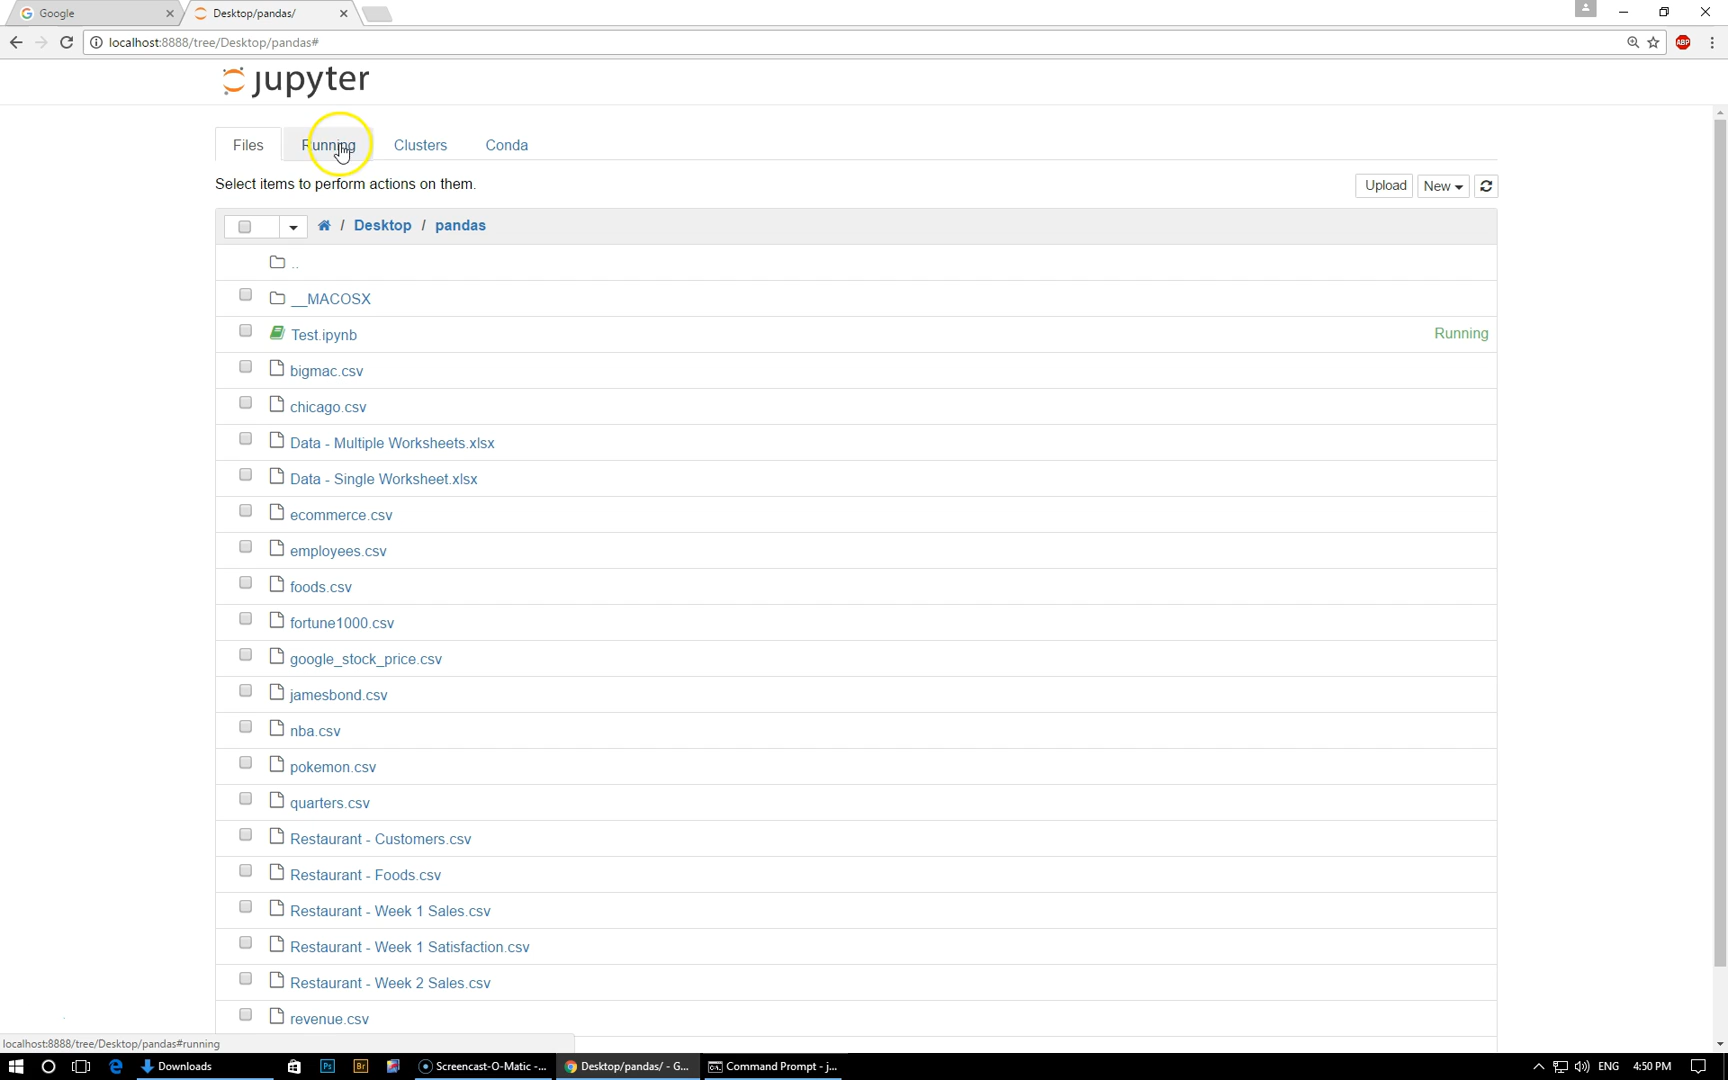 Google
Desktop/pandas/
localhost:8888/tree/Desktop/pandas#
ABP
jupyter
Files
Running
Clusters
Conda
Select items to perform actions on them.
Upload
New
/ Desktop / pandas
..
__MACOSX
Test.ipynb
Running
bigmac.csv
chicago.csv
Data - Multiple Worksheets.xlsx
Data - Single Worksheet.xlsx
ecommerce.csv
employees.csv
foods.csv
fortune1000.csv
google_stock_price.csv
jamesbond.csv
nba.csv
pokemon.csv
quarters.csv
Restaurant - Customers.csv
Restaurant - Foods.csv
Restaurant - Week 1 Sales.csv
Restaurant - Week 1 Satisfaction.csv
Restaurant - Week 2 Sales.csv
revenue.csv
localhost:8888/tree/Desktop/pandas#running
Downloads
Ps
Br
Screencast-O-Matic -...
Desktop/pandas/ - G...
Command Prompt - j...
ENG
4:50 PM